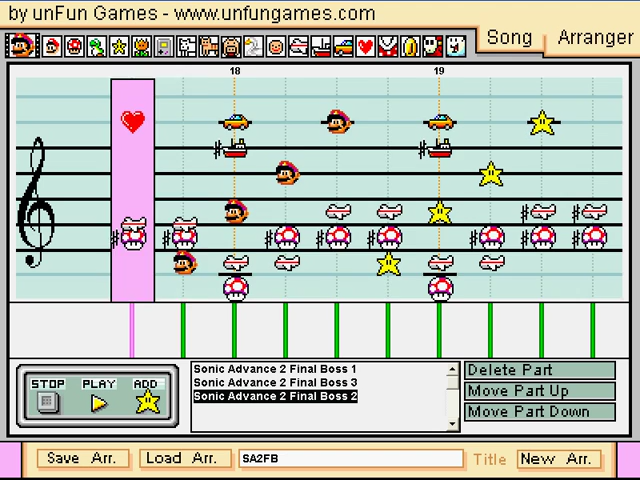 by unFun Games - www.unfungames.com
Song
Arranger
18
19
STOP
PLAY
ADD
Sonic Advance 2 Final Boss 1
Sonic Advance 2 Final Boss 3
Sonic Advance 2 Final Boss 2
Delete Part
Move Part Up
Move Part Down
Save Arr.
Load Arr.
SA2FB
Title
New Arr.